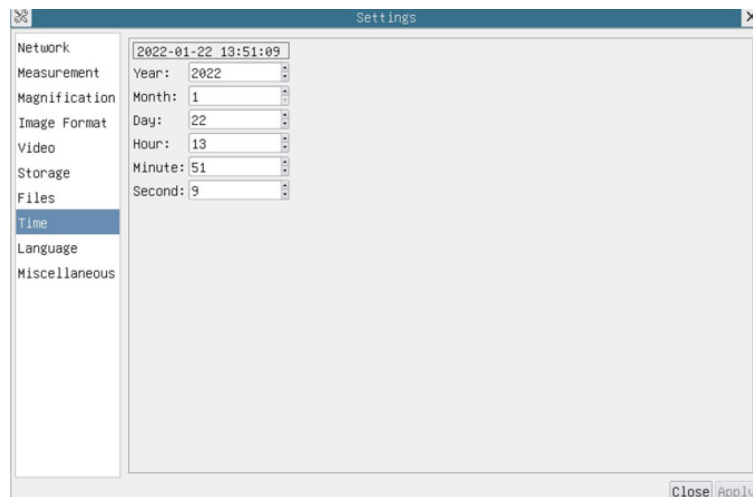 Settings
Network
Measurement
Magnification
Image Format
Video
Storage
Files
Time
Language
Miscellaneous
2022-01-22 13:51:09
Year: 2022
Month: 1
Day: 22
Hour: 13
Minute: 51
Second: 9
Close Apply